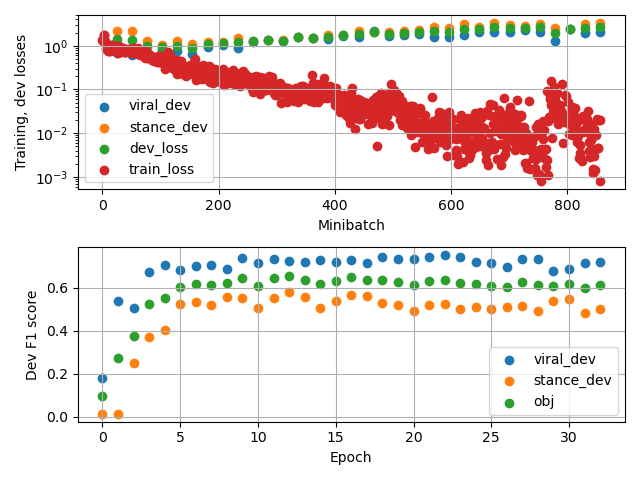 Training, dev losses
10⁰
10⁻¹
10⁻²
10⁻³
viral_dev
stance_dev
dev_loss
train_loss
0 200 400 600 800
Minibatch
Dev F1 score
0.6
0.4
0.2
0.0
viral_dev
stance_dev
obj
0 5 10 15 20 25 30
Epoch